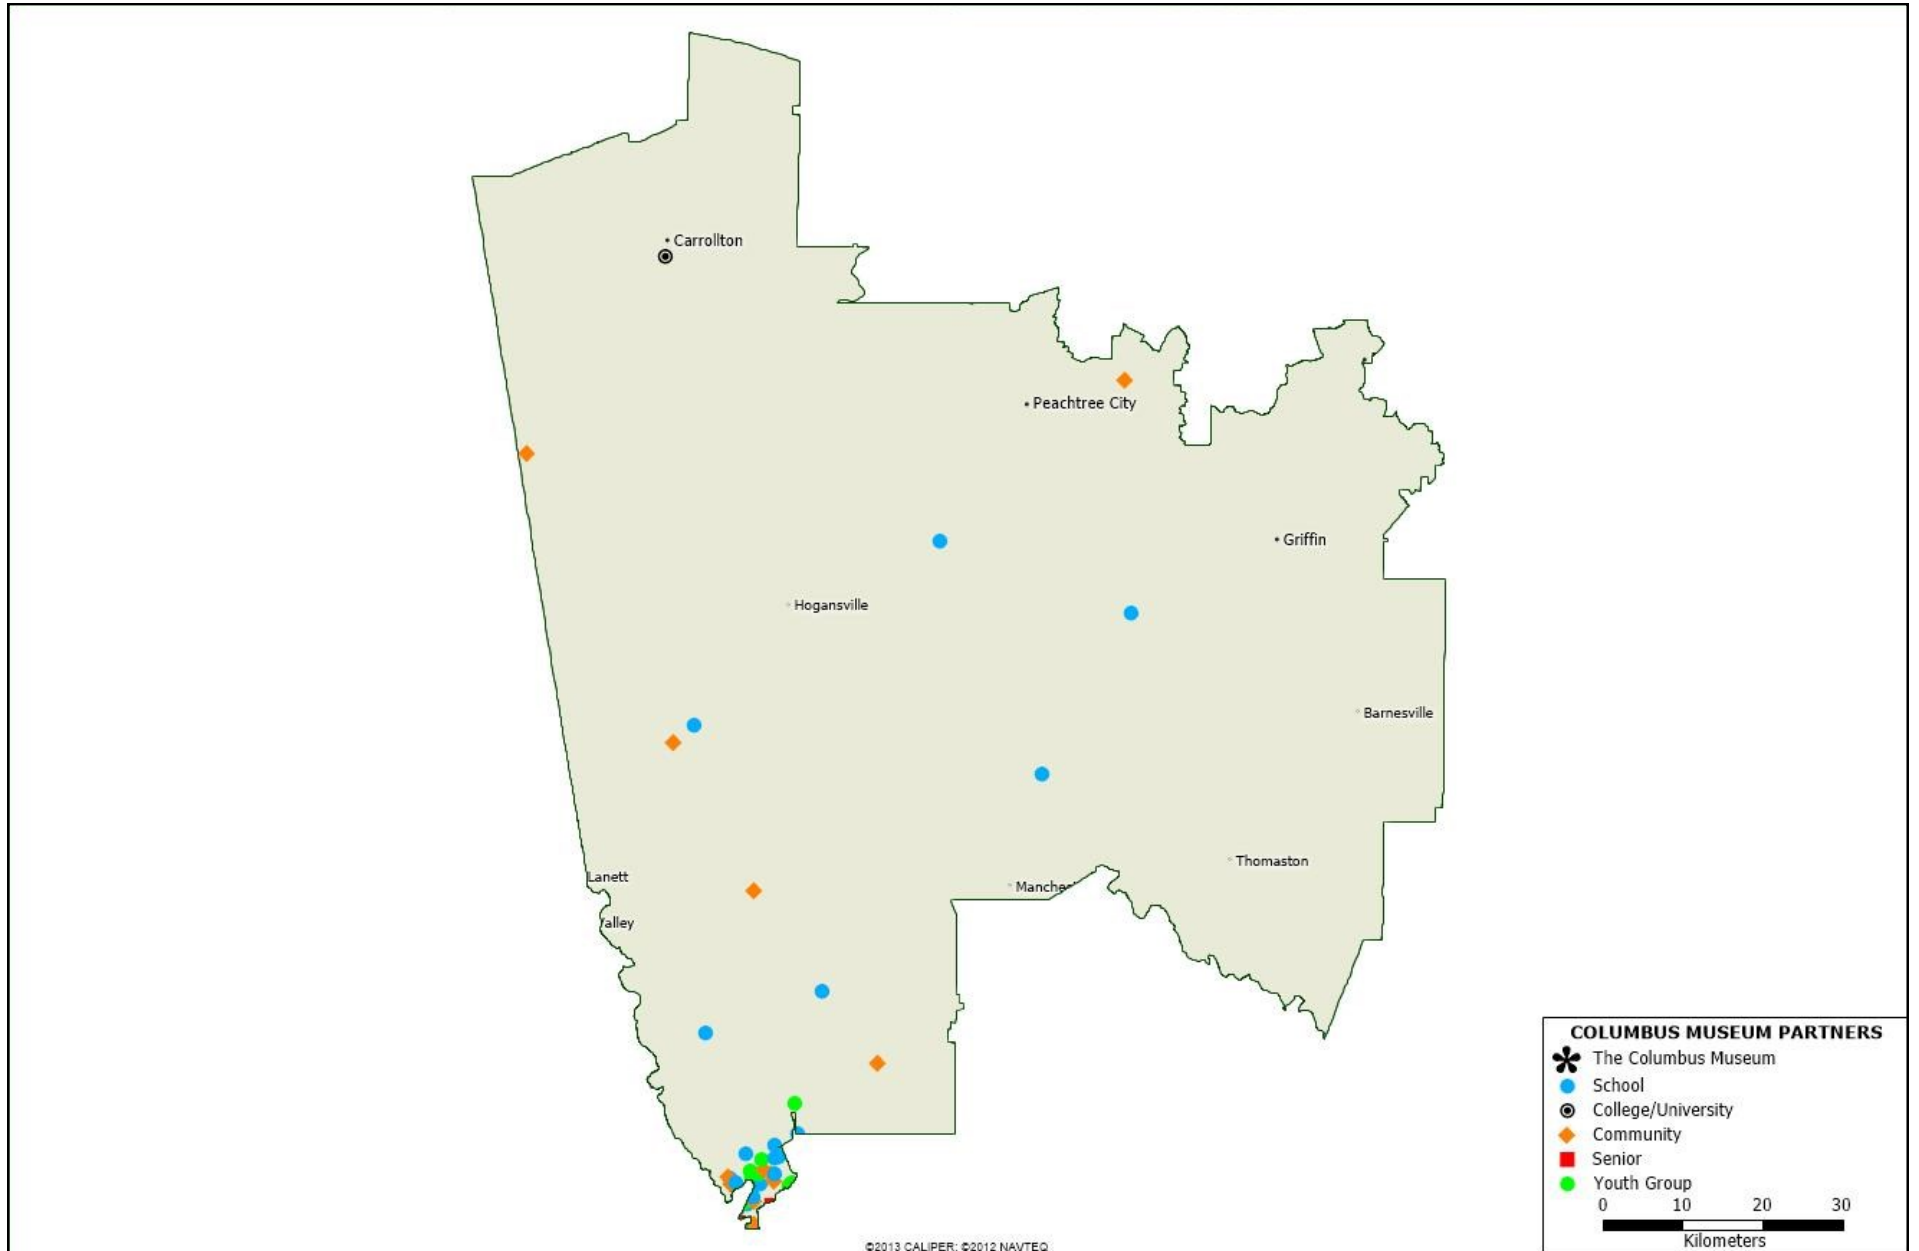 Carrollton
Peachtree City
Griffin
Hogansville
Barnesville
Thomaston
Lanett
Manches
alley
COLUMBUS MUSEUM PARTNERS
The Columbus Museum
School
College/University
Community
Senior
Youth Group
0 10 20 30
Kilometers
©2013 CALIPER; ©2012 NAVTEQ